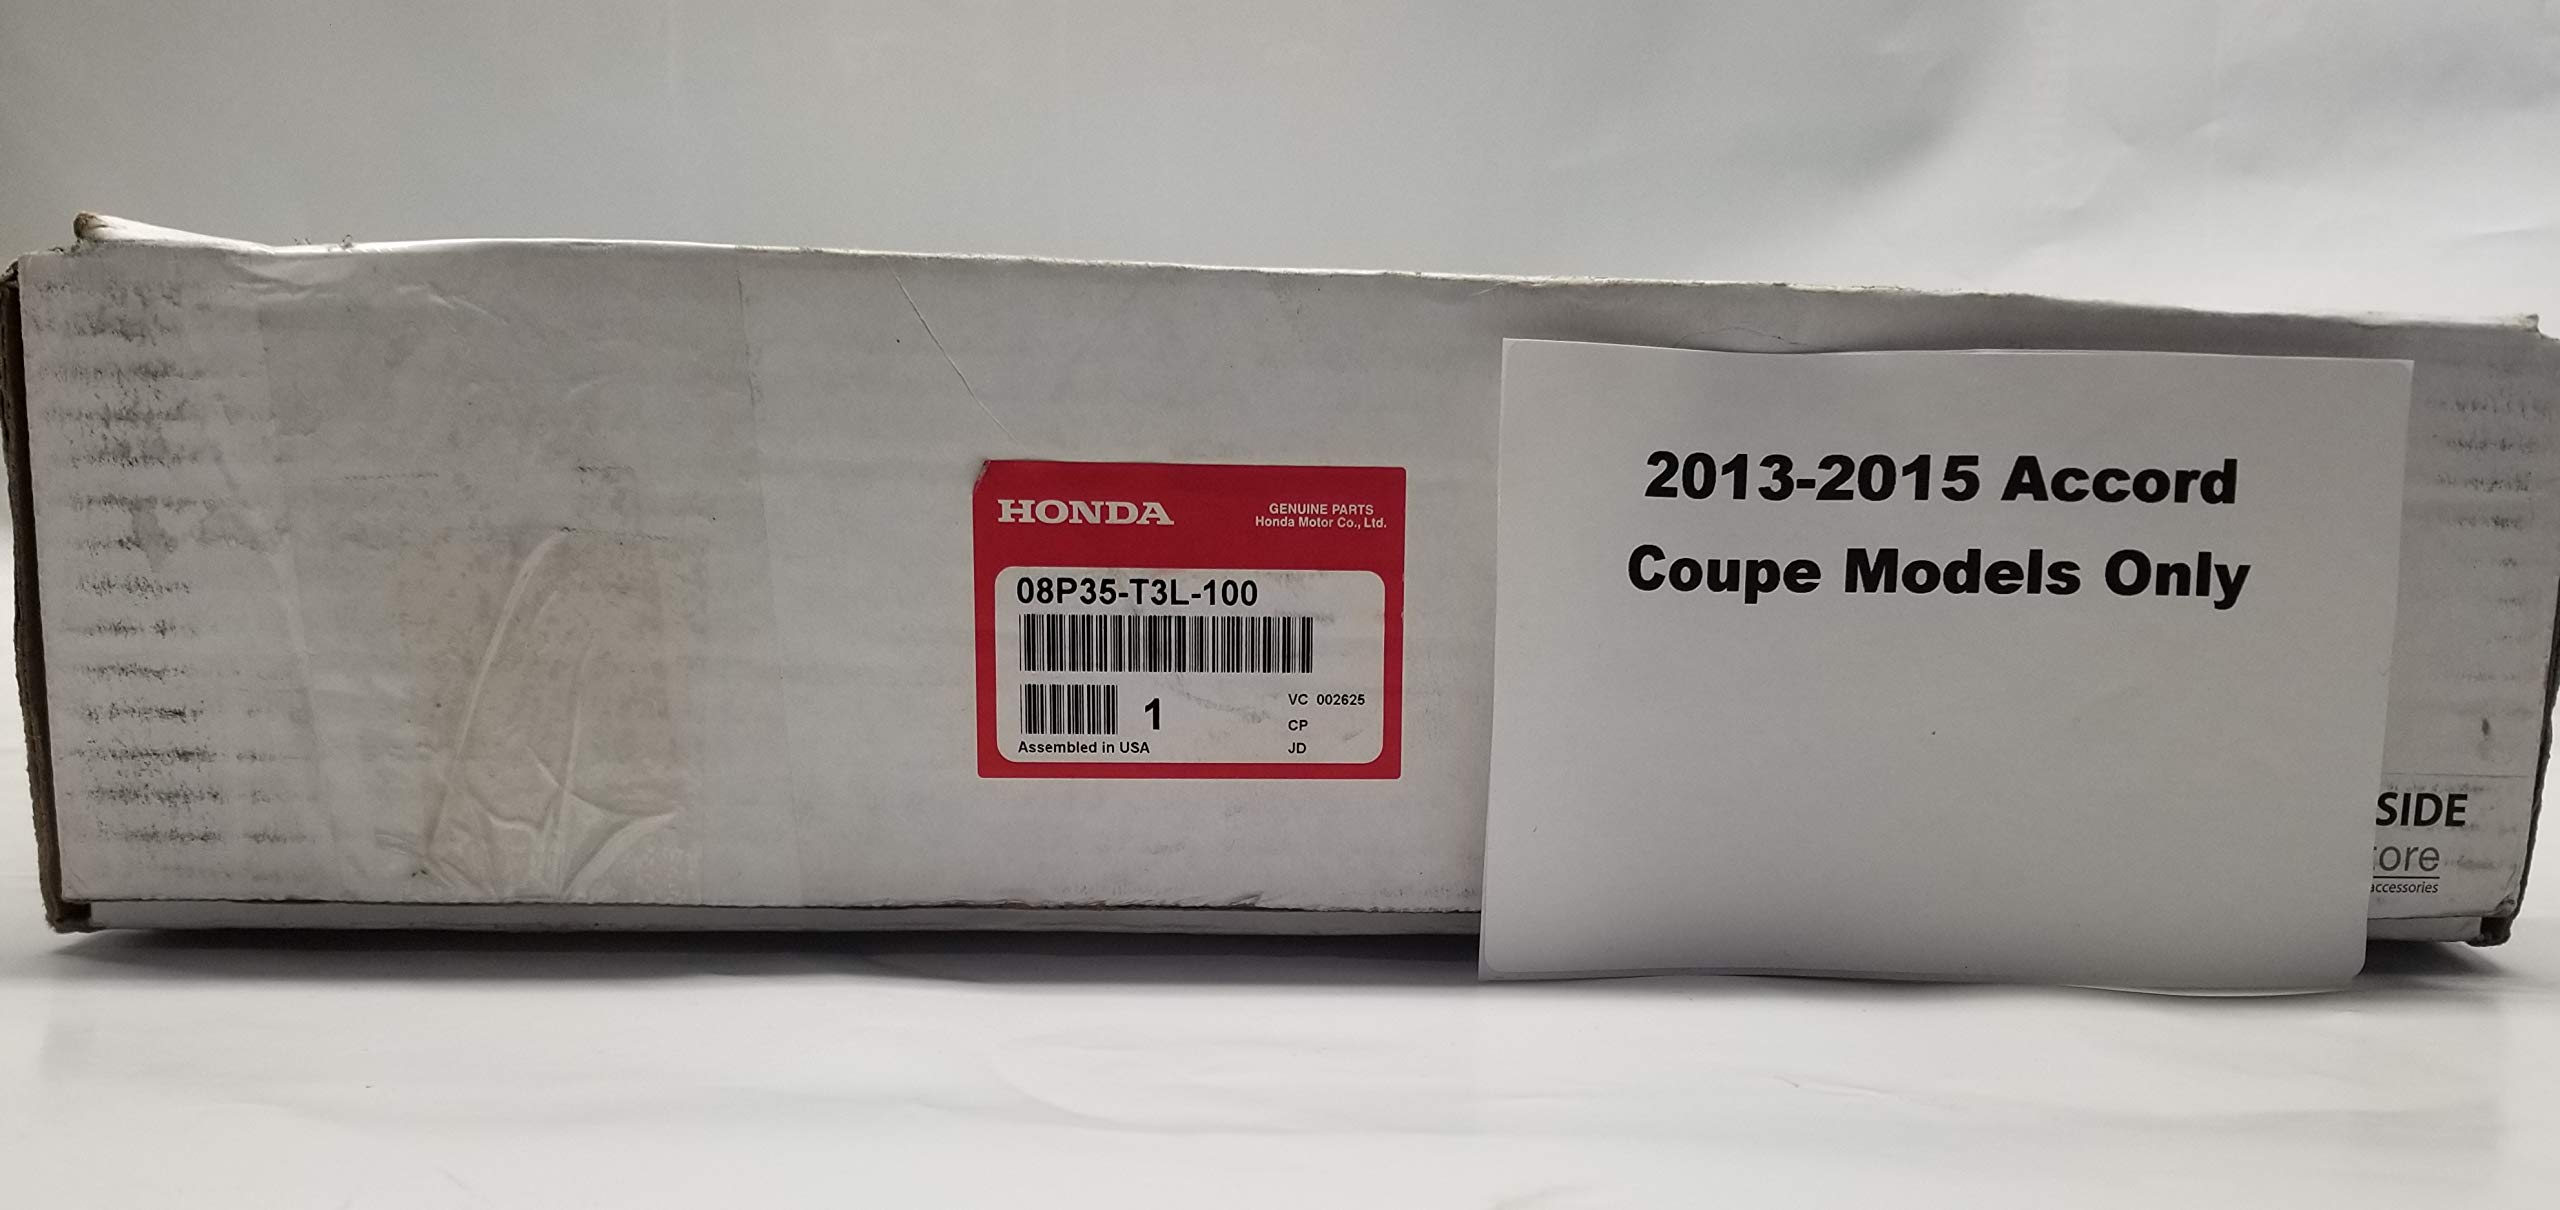 HONDA
GENUINE PARTS
Honda Motor Co., Ltd.
08P35-T3L-100
1
VC 002625
CP
Assembled in USA
JD
2013-2015 Accord
Coupe Models Only
SIDE
ore
accessories